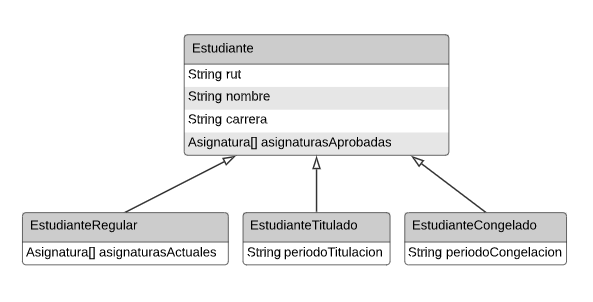 Estudiante
String rut
String nombre
String carrera
Asignatura[] asignaturasAprobadas
EstudianteRegular
Asignatura[] asignaturasActuales
EstudianteTitulado
String periodoTitulacion
EstudianteCongelado
String periodoCongelacion